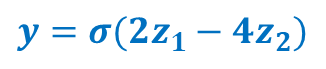 y = σ(2z₁ − 4z₂)